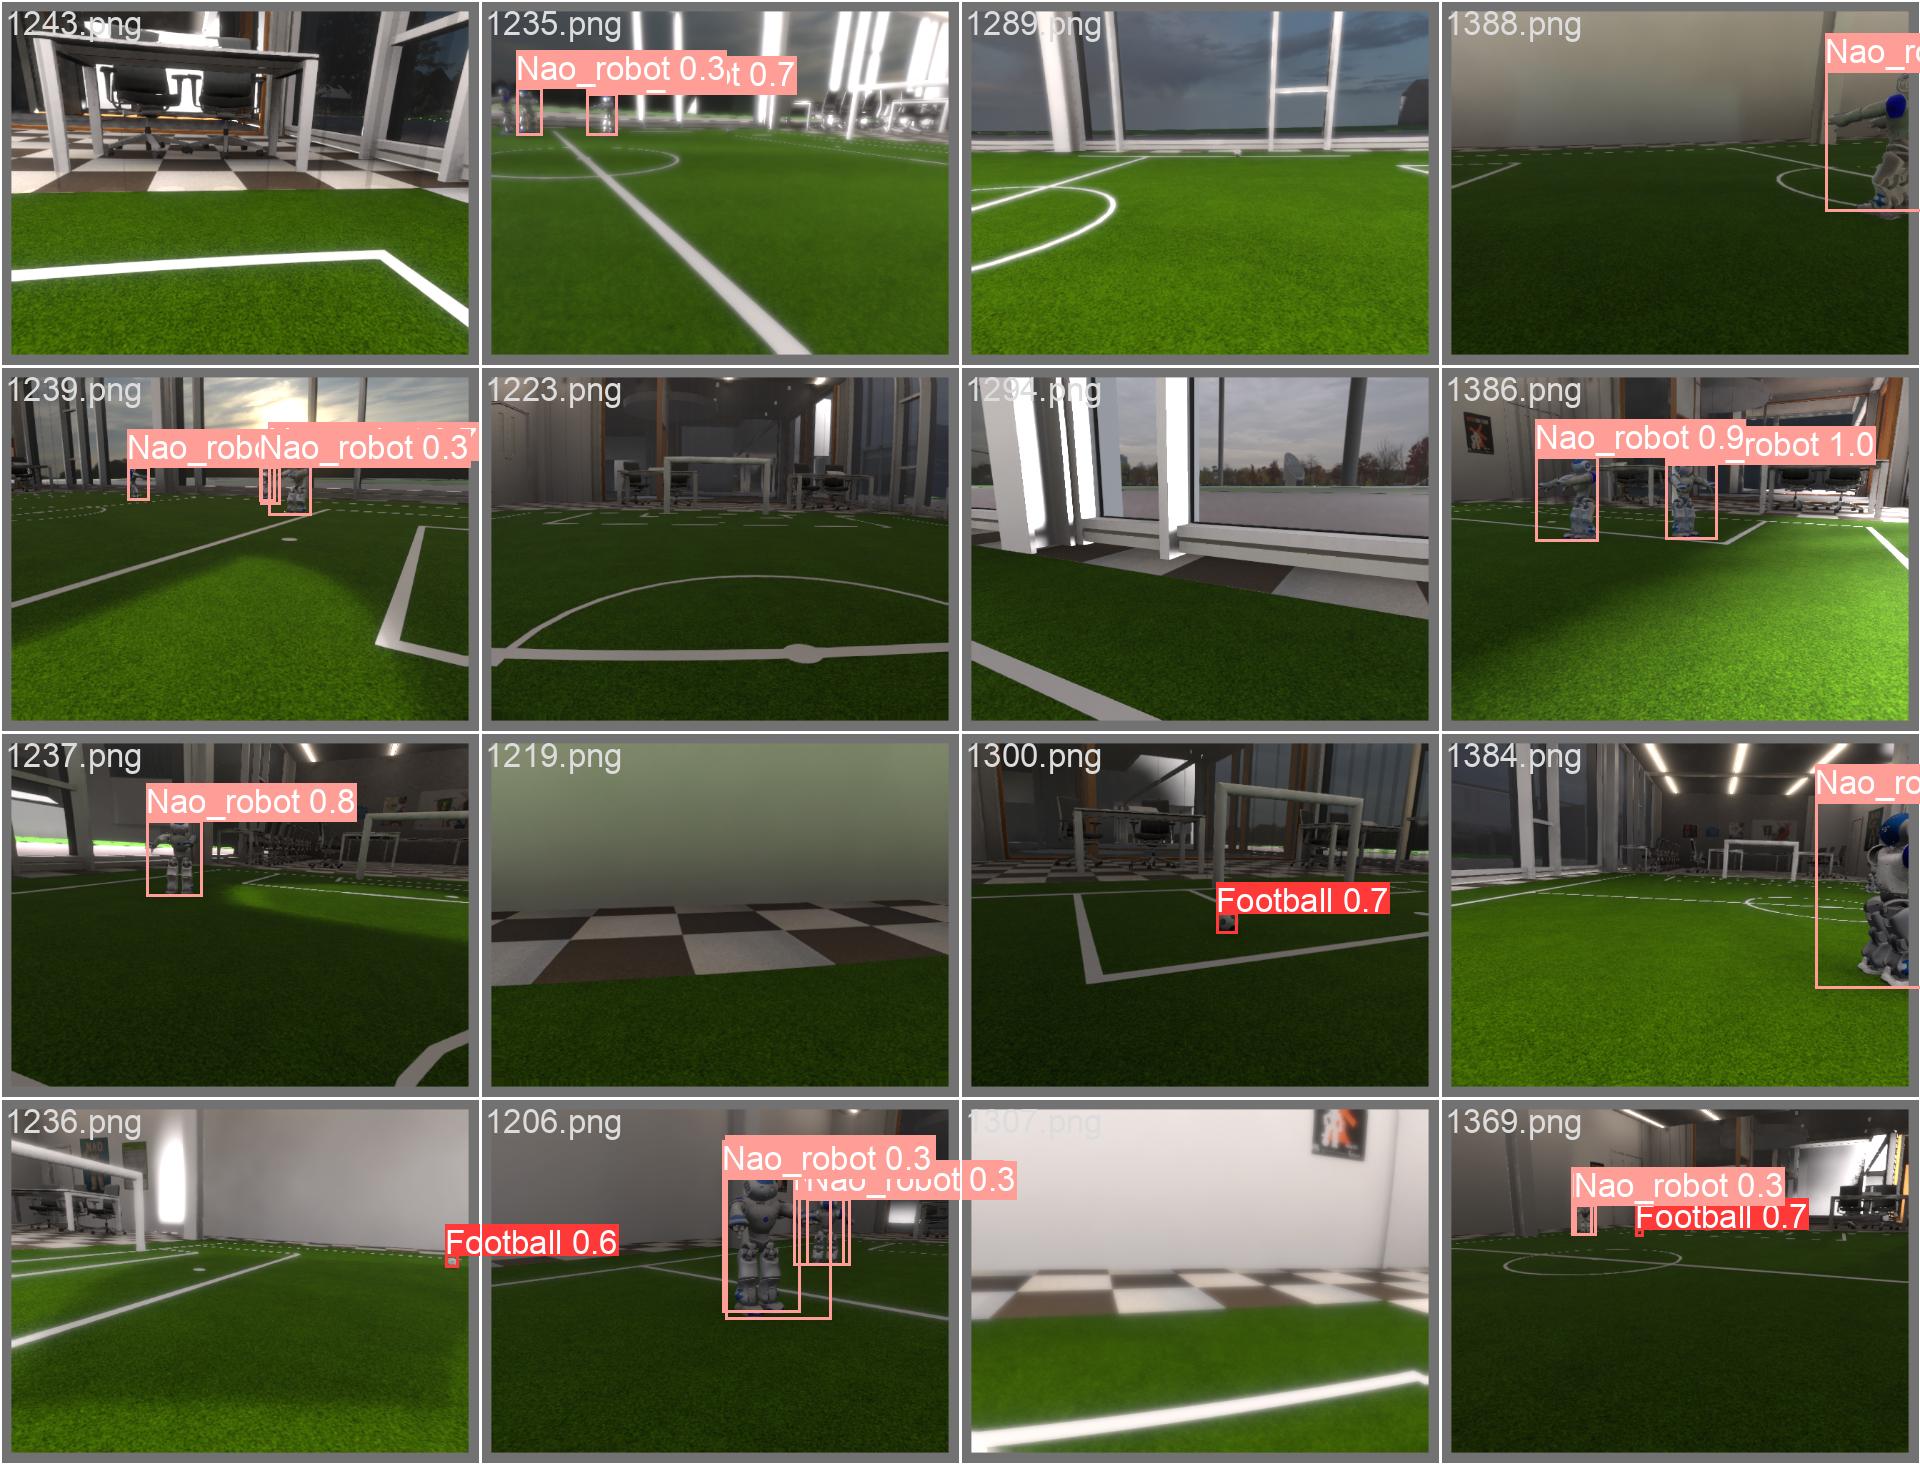 1243.png
1235.png
Nao_robot 0.3
t 0.7
1289.png
1388.png
Nao_ro
1239.png
Nao_rob
Nao_robot 0.3
1223.png
1294.png
1386.png
Nao_robot 0.9
robot 1.0
1237.png
Nao_robot 0.8
1219.png
1300.png
Football 0.7
1384.png
Nao_ro
1236.png
Football 0.6
1206.png
Nao_robot 0.3
Nao_robot 0.3
1307.png
1369.png
Nao_robot 0.3
Football 0.7